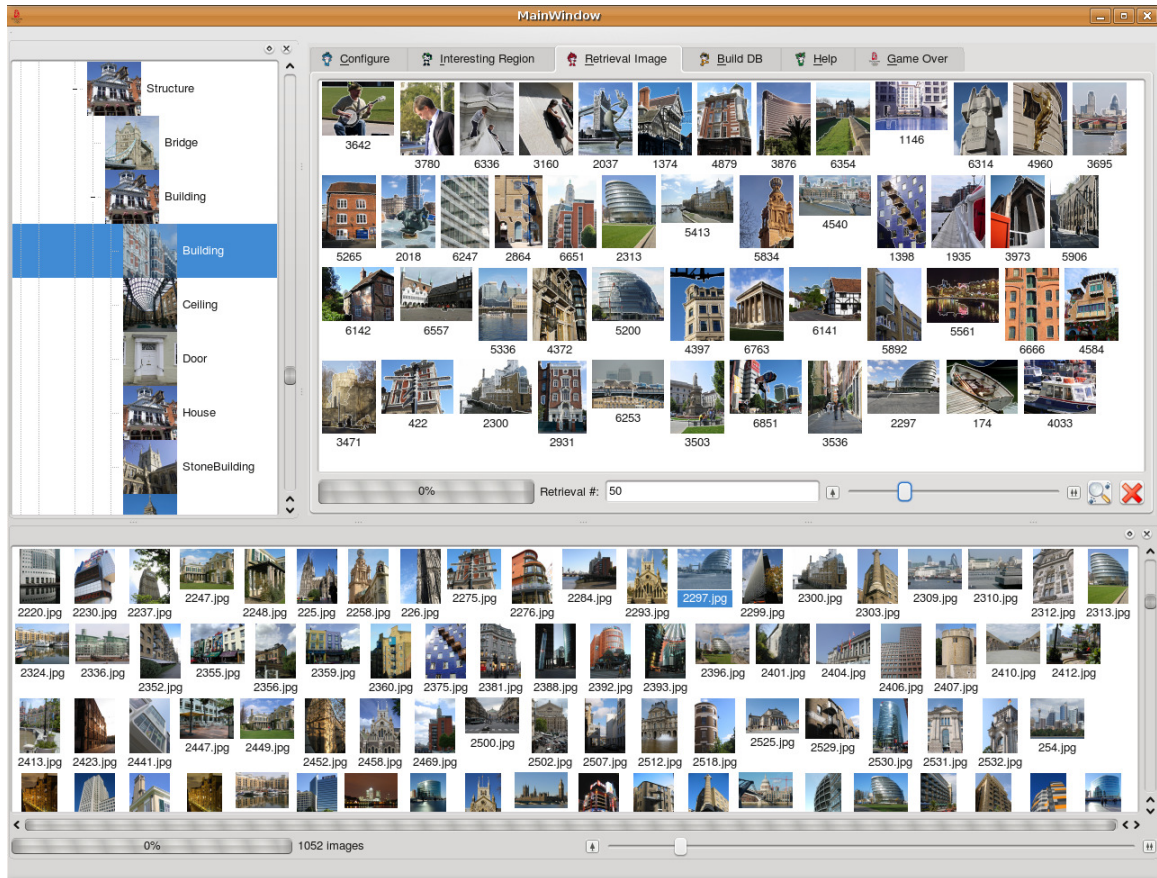 MainWindow
Configure Interesting Region Retrieval Image Build DB Help Game Over
Structure
Bridge
Building
Building
Ceiling
Door
House
StoneBuilding
3642 3780 6336 3160 2037 1374 4879 3876 6354 1146 6314 4960 3695
5265 2018 6247 2864 6651 2313 5413 5834 4540 1398 1935 3973 5906
6142 6557 5336 4372 5200 4397 6763 6141 5892 5561 6666 4584
3471 422 2300 2931 6253 3503 6851 3536 2297 174 4033
0% Retrieval #: 50
2220.jpg 2230.jpg 2237.jpg 2247.jpg 2248.jpg 225.jpg 2258.jpg 226.jpg 2275.jpg 2276.jpg 2284.jpg 2293.jpg 2297.jpg 2299.jpg 2300.jpg 2303.jpg 2309.jpg 2310.jpg 2312.jpg 2313.jpg
2324.jpg 2336.jpg 2352.jpg 2355.jpg 2356.jpg 2359.jpg 2360.jpg 2375.jpg 2381.jpg 2388.jpg 2392.jpg 2393.jpg 2396.jpg 2401.jpg 2404.jpg 2406.jpg 2407.jpg 2410.jpg 2412.jpg
2413.jpg 2423.jpg 2441.jpg 2447.jpg 2449.jpg 2452.jpg 2458.jpg 2469.jpg 2500.jpg 2502.jpg 2507.jpg 2512.jpg 2518.jpg 2525.jpg 2529.jpg 2530.jpg 2531.jpg 2532.jpg 254.jpg
0% 1052 images